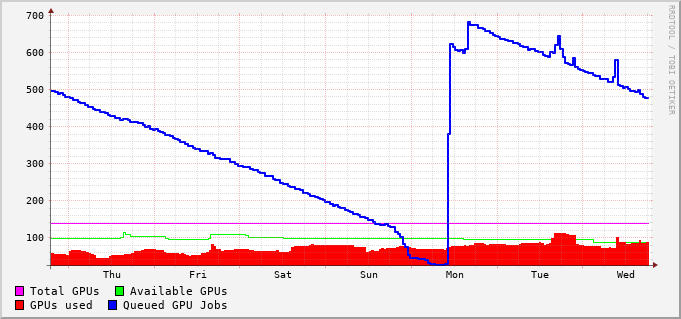 700
600
500
400
300
200
100
Thu Fri Sat Sun Mon Tue Wed
Total GPUs Available GPUs
GPUs used Queued GPU Jobs
RRDTOOL / TOBI OETIKER